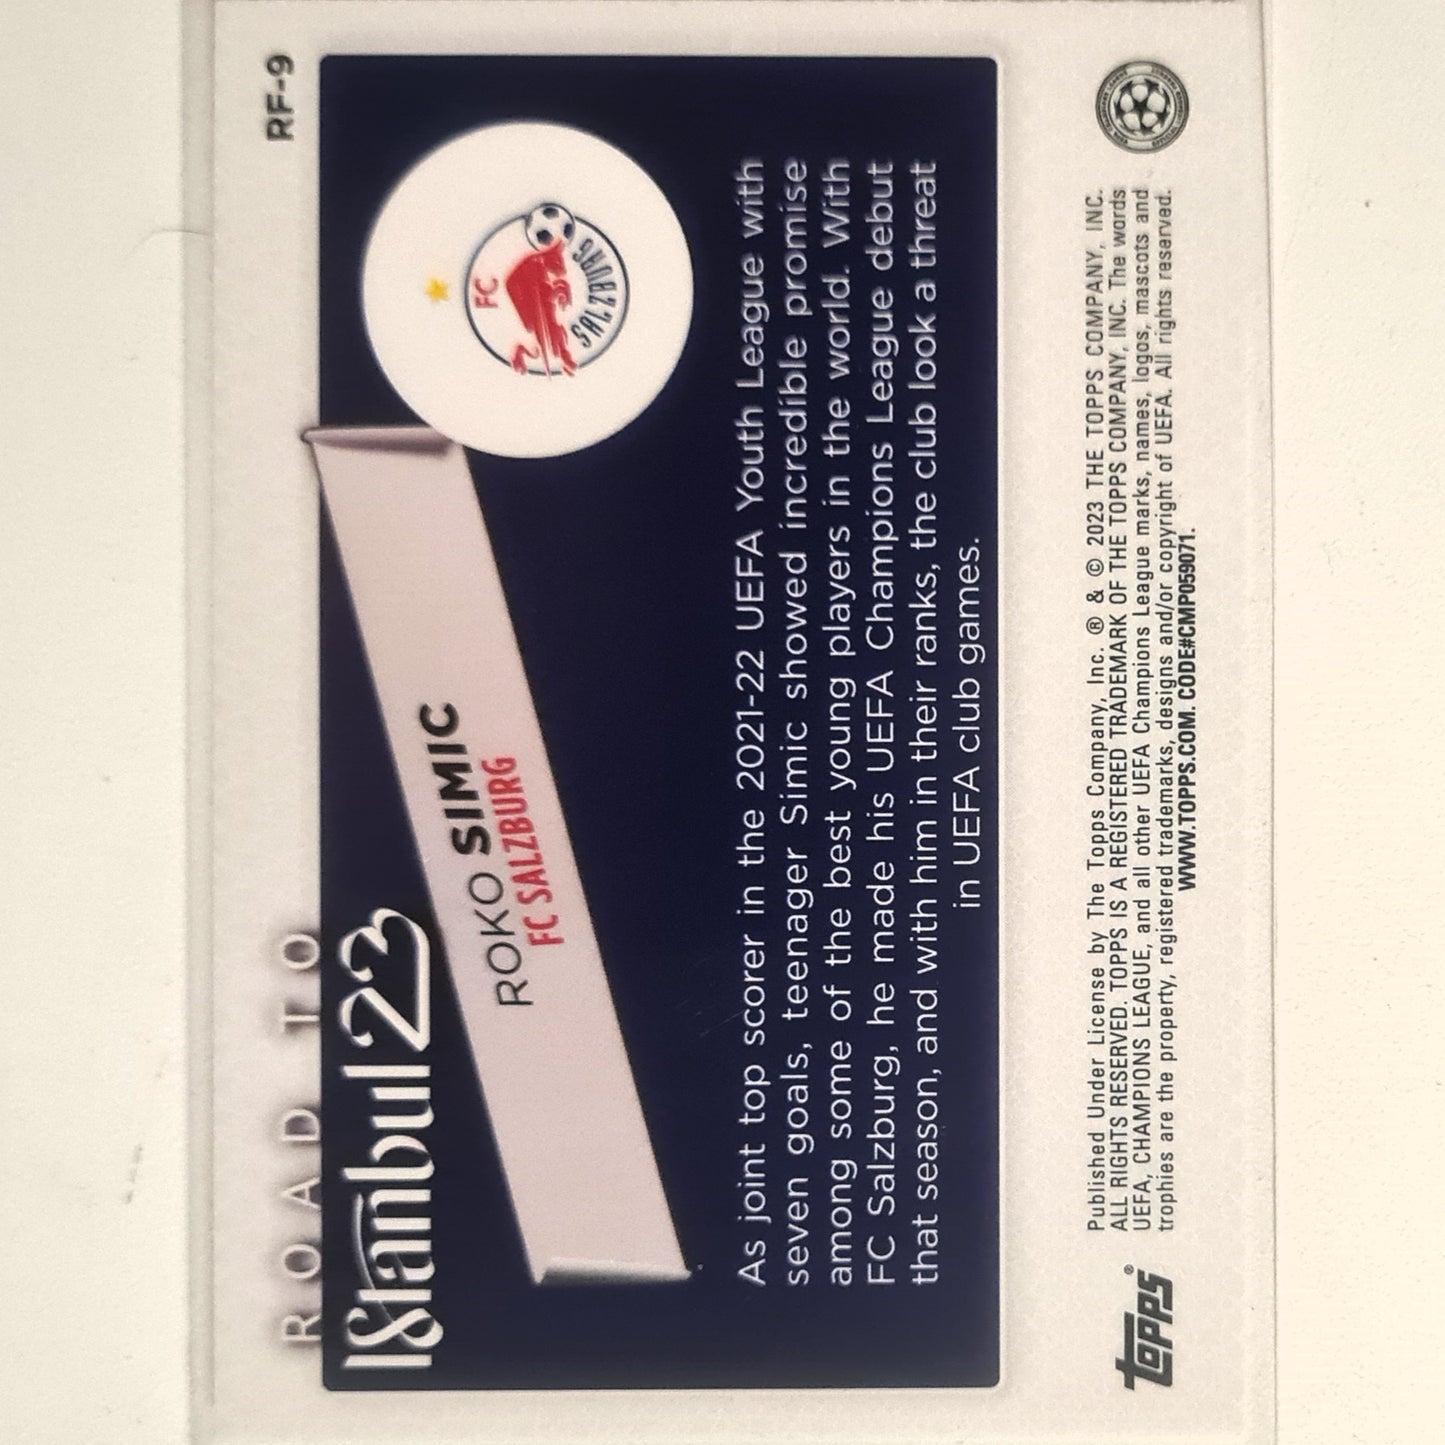 RF-9
ROAD TO
IStanbul 23
ROKO SIMIC
FC SALZBURG
FC
SALZBURG
As joint top scorer in the 2021-22 UEFA Youth League with
seven goals, teenager Simic showed incredible promise
among some of the best young players in the world. With
FC Salzburg, he made his UEFA Champions League debut
that season, and with him in their ranks, the club look a threat
in UEFA club games.
topps®
Published Under License by The Topps Company, Inc. ® & © 2023 THE TOPPS COMPANY, INC.
ALL RIGHTS RESERVED. TOPPS IS A REGISTERED TRADEMARK OF THE TOPPS COMPANY, INC. The words
UEFA, CHAMPIONS LEAGUE, and all other UEFA Champions League marks, names, logos, mascots and
trophies are the property, registered trademarks, designs and/or copyright of UEFA. All rights reserved.
WWW.TOPPS.COM. CODE#CMP059071.